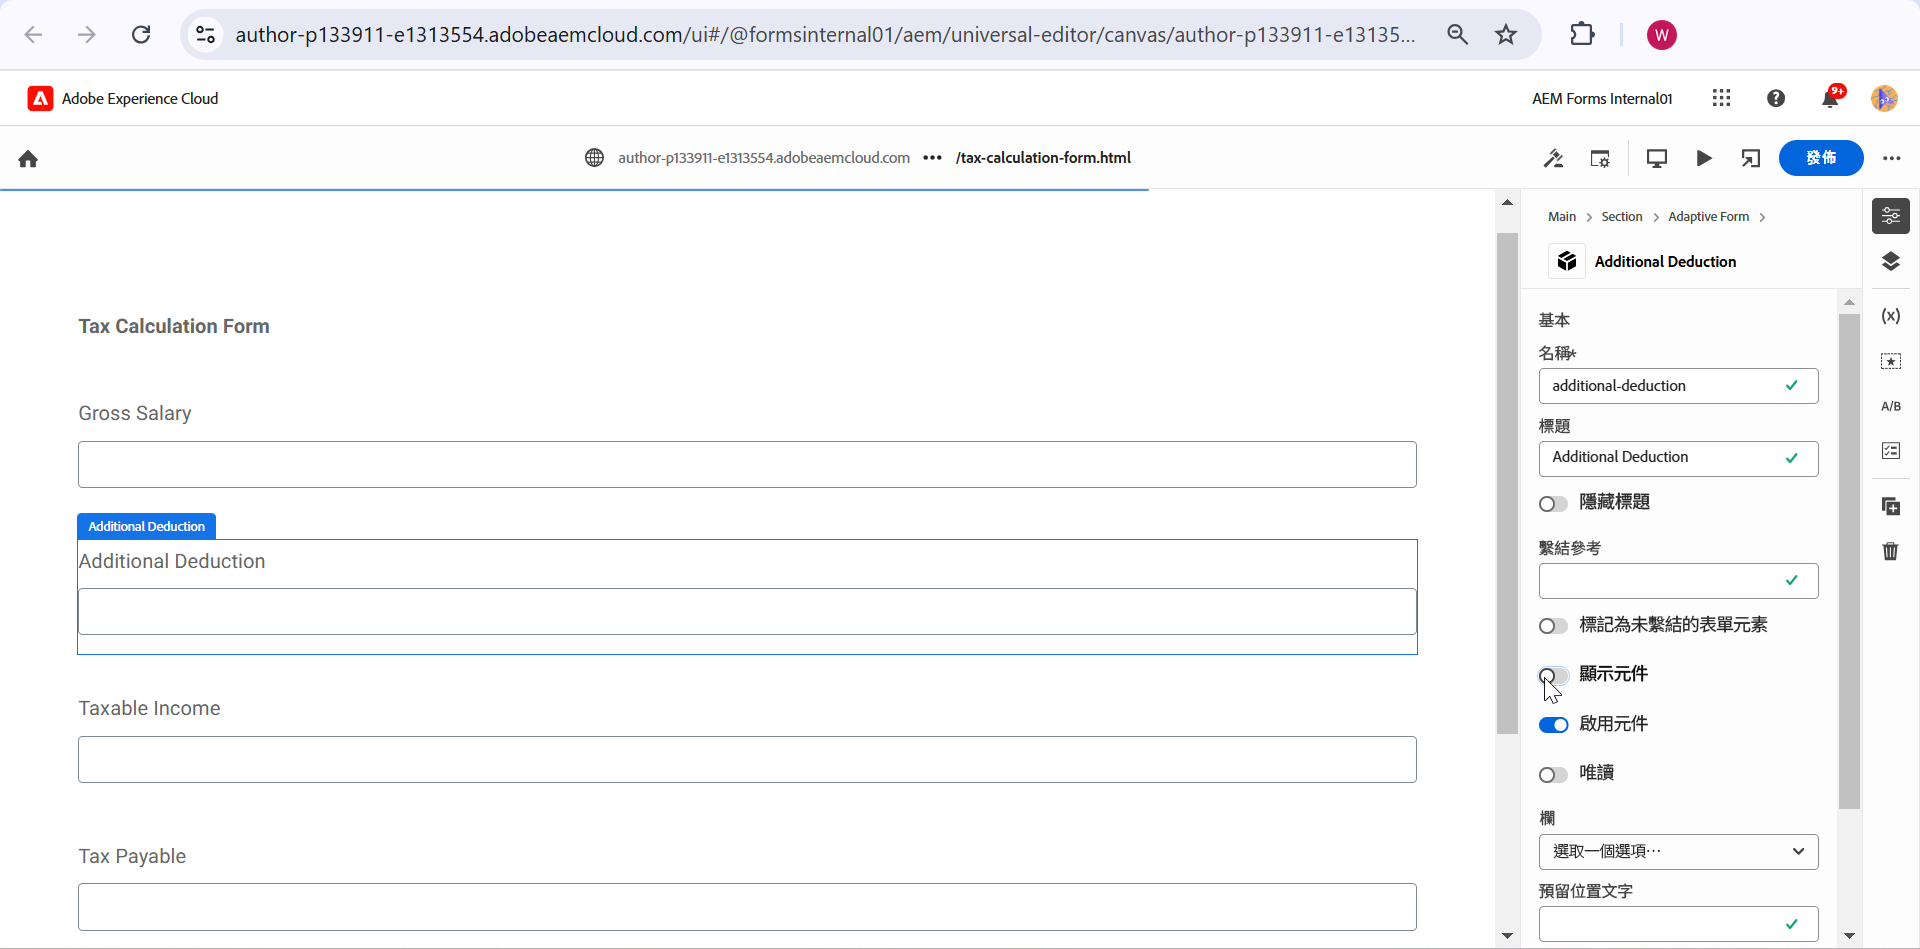 author-p133911-e1313554.adobeaemcloud.com/ui#/@formsinternal01/aem/universal-editor/canvas/author-p133911-e13135...
W
Adobe Experience Cloud
AEM Forms Internal01
9+
author-p133911-e1313554.adobeaemcloud.com ••• /tax-calculation-form.html
發佈
Main > Section > Adaptive Form >
Additional Deduction
Tax Calculation Form
Gross Salary
Additional Deduction
Additional Deduction
Taxable Income
Tax Payable
基本
名稱*
additional-deduction
標題
Additional Deduction
隱藏標題
繫結參考
標記為未繫結的表單元素
顯示元件
啟用元件
唯讀
欄
選取一個選項…
預留位置文字
(x)
A/B